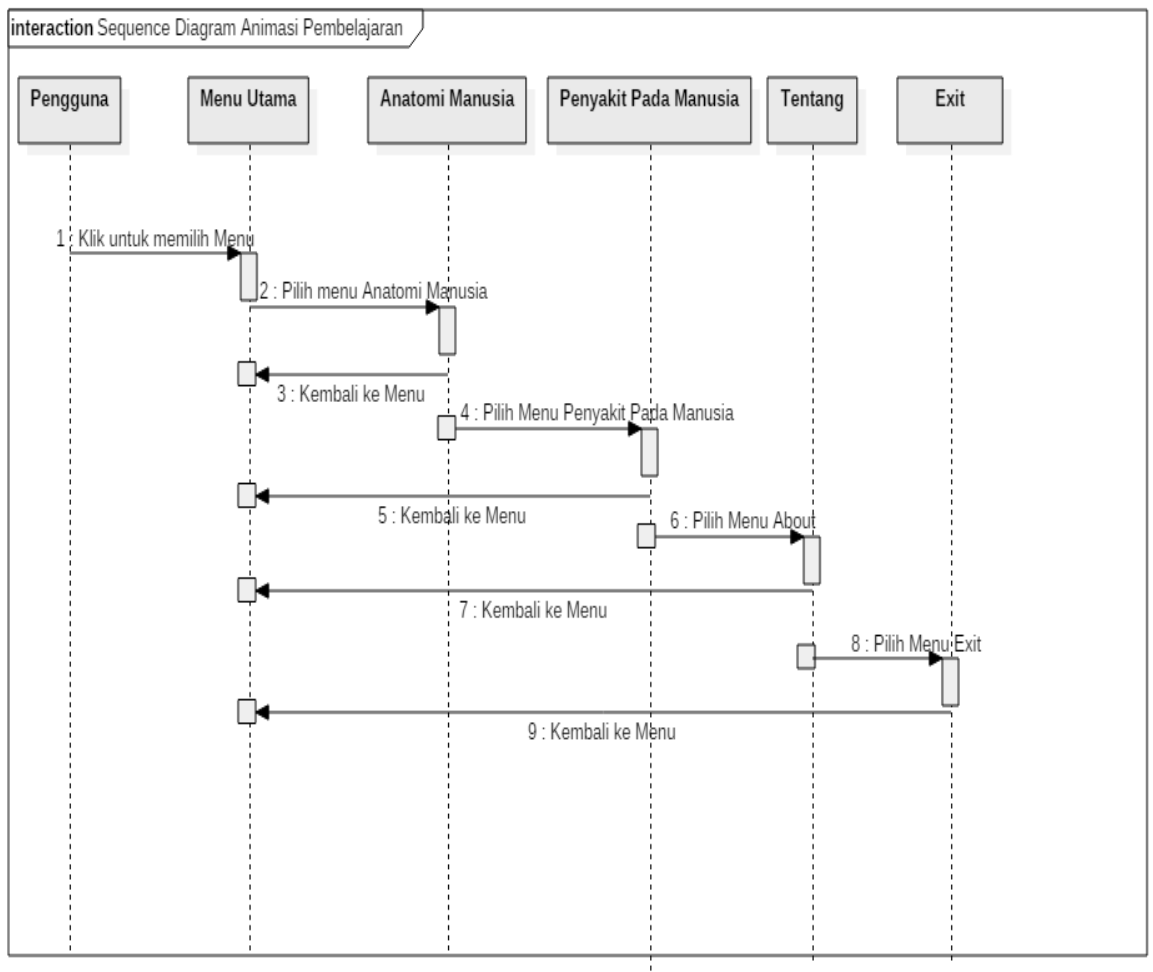 interaction Sequence Diagram Animasi Pembelajaran
Pengguna
Menu Utama
Anatomi Manusia
Penyakit Pada Manusia
Tentang
Exit
1 : Klik untuk memilih Menu
2 : Pilih menu Anatomi Manusia
3 : Kembali ke Menu
4 : Pilih Menu Penyakit Pada Manusia
5 : Kembali ke Menu
6 : Pilih Menu About
7 : Kembali ke Menu
8 : Pilih Menu Exit
9 : Kembali ke Menu